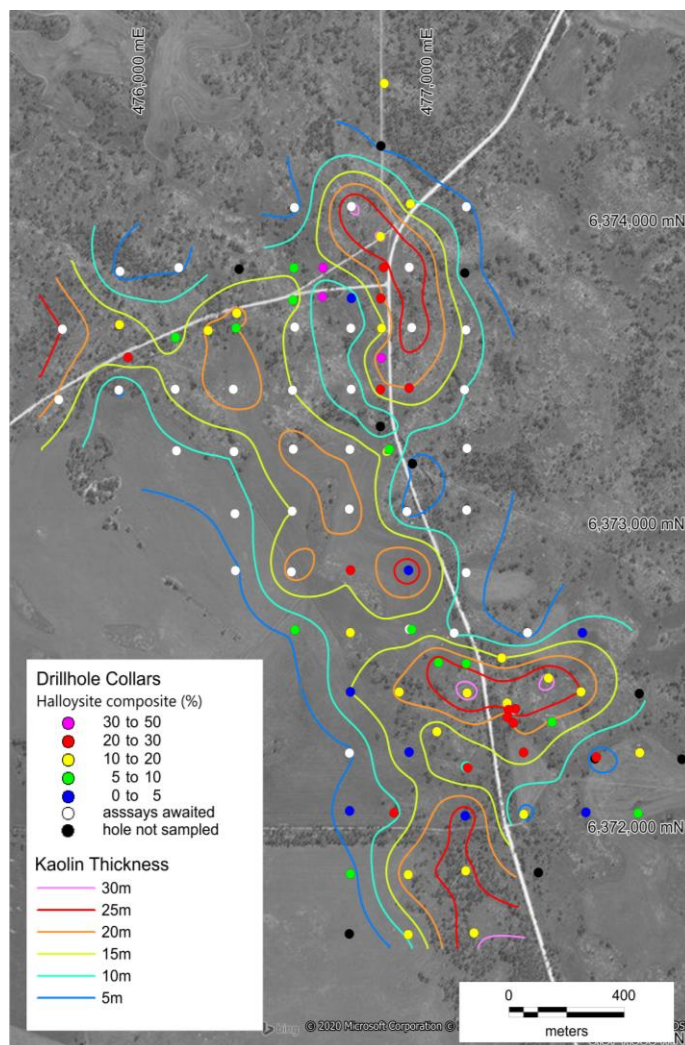 476,000 mE
477,000 mE
6,374,000 mN
6,373,000 mN
6,372,000 mN
Drillhole Collars
Halloysite composite (%)
30 to 50
20 to 30
10 to 20
5 to 10
0 to 5
asssays awaited
hole not sampled
Kaolin Thickness
30m
25m
20m
15m
10m
5m
0 400
meters
bing
© 2020 Microsoft Corporation ©